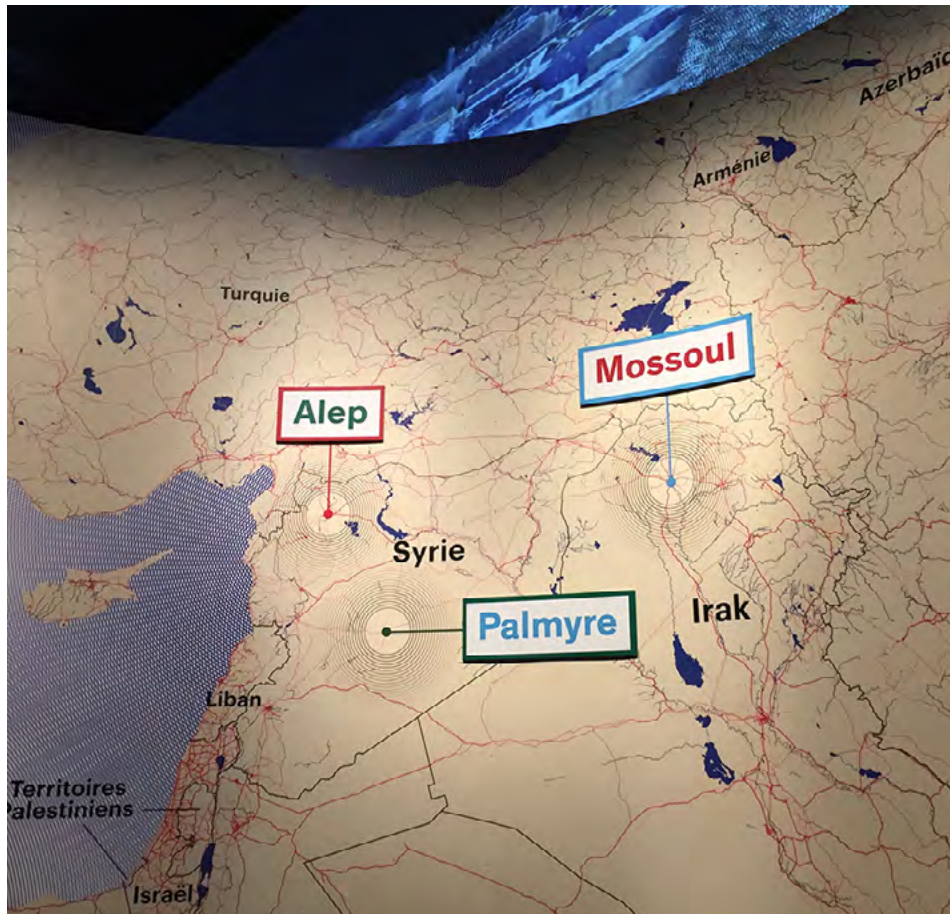 Azerbaïd
Arménie
Turquie
Mossoul
Alep
Syrie
Palmyre
Irak
Liban
Territoires
Palestiniens
Israël